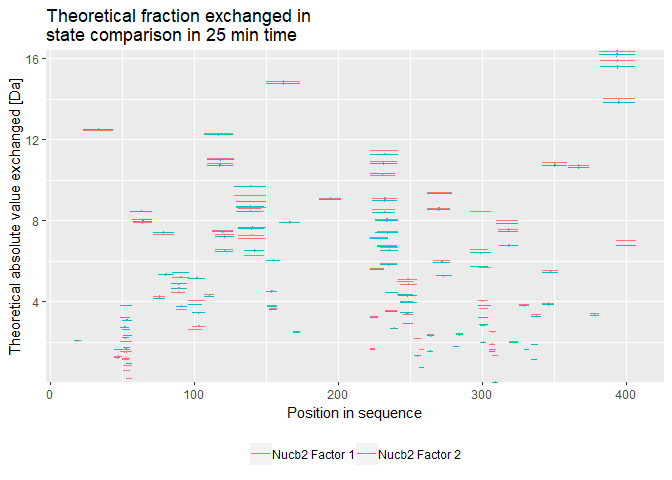 Theoretical fraction exchanged in
state comparison in 25 min time
Theoretical absolute value exchanged [Da]
16
12
8
4
0
100
200
300
400
Position in sequence
Nucb2 Factor 1
Nucb2 Factor 2